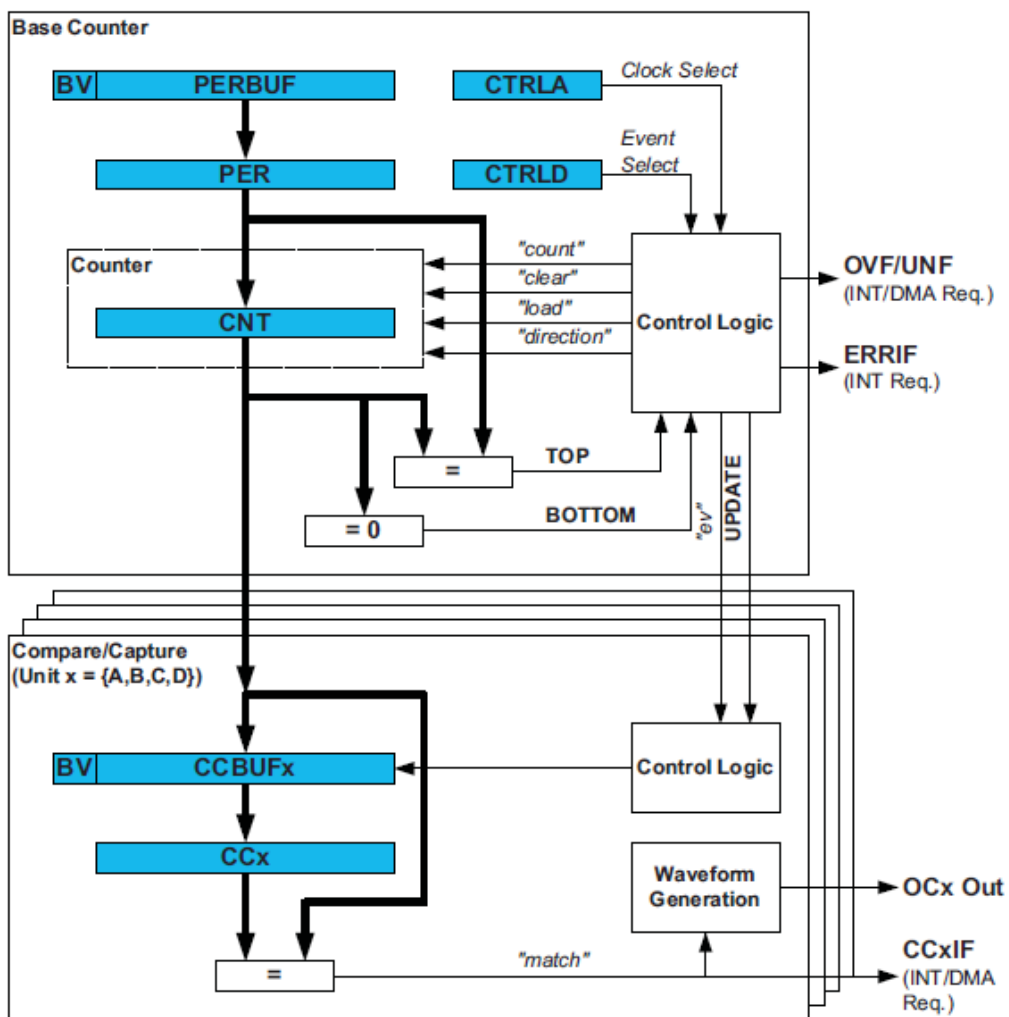 Base Counter
BV
PERBUF
CTRLA
Clock Select
Event
Select
PER
CTRLD
"count"
Counter
"clear"
OVF/UNF
(INT/DMA Req.)
CNT
"load"
Control Logic
"direction"
ERRIF
(INT Req.)
=
TOP
= 0
BOTTOM
"ev"
UPDATE
Compare/Capture
(Unit x = {A,B,C,D})
BV
CCBUFx
Control Logic
CCx
Waveform
Generation
OCx Out
=
"match"
CCxIF
(INT/DMA
Req.)